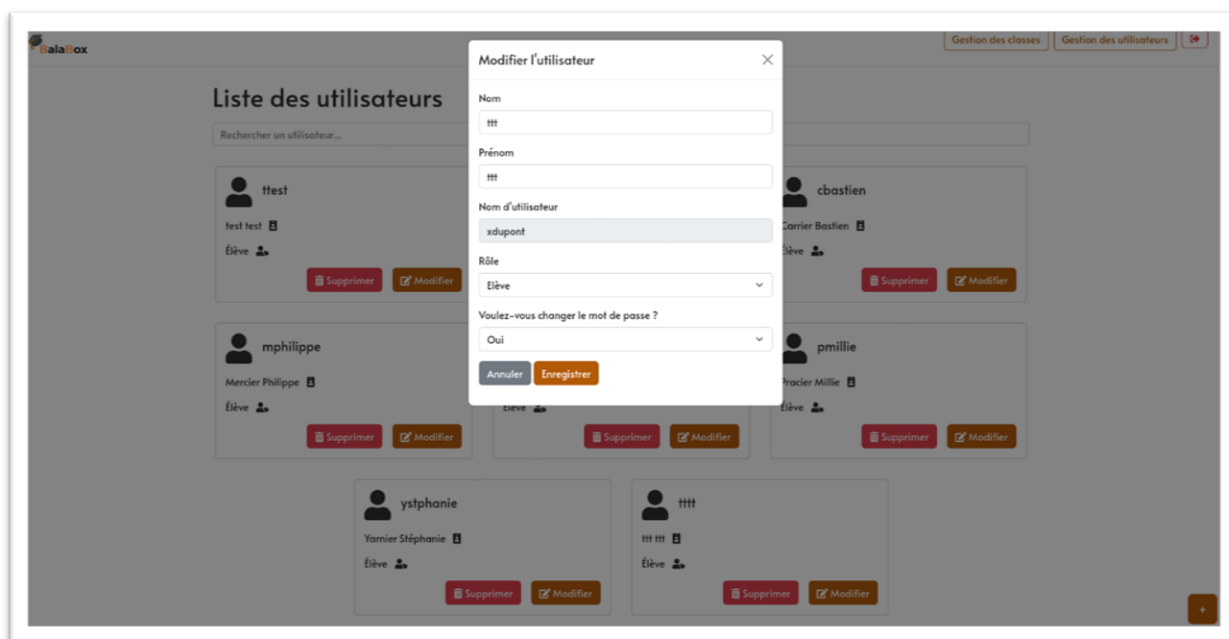 BalaBox
Gestion des classes
Gestion des utilisateurs
Modifier l'utilisateur
Nom
ttt
Prénom
ttt
Nom d'utilisateur
xdupont
Rôle
Elève
Voulez-vous changer le mot de passe ?
Oui
Annuler Enregistrer
Liste des utilisateurs
Rechercher un utilisateur...
ttest
test test
Élève
Supprimer Modifier
cbastien
Carrier Bastien
Élève
Supprimer Modifier
mphilippe
Mercier Philippe
Élève
Supprimer Modifier
Élève
Supprimer Modifier
pmillie
Pracier Millie
Élève
Supprimer Modifier
ystphanie
Yarnier Stéphanie
Élève
Supprimer Modifier
tttt
ttt ttt
Élève
Supprimer Modifier
+